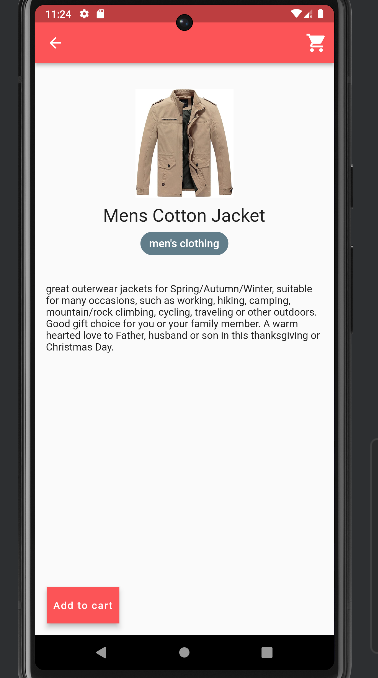 11:24
Mens Cotton Jacket
men's clothing
great outerwear jackets for Spring/Autumn/Winter, suitable
for many occasions, such as working, hiking, camping,
mountain/rock climbing, cycling, traveling or other outdoors.
Good gift choice for you or your family member. A warm
hearted love to Father, husband or son in this thanksgiving or
Christmas Day.
Add to cart